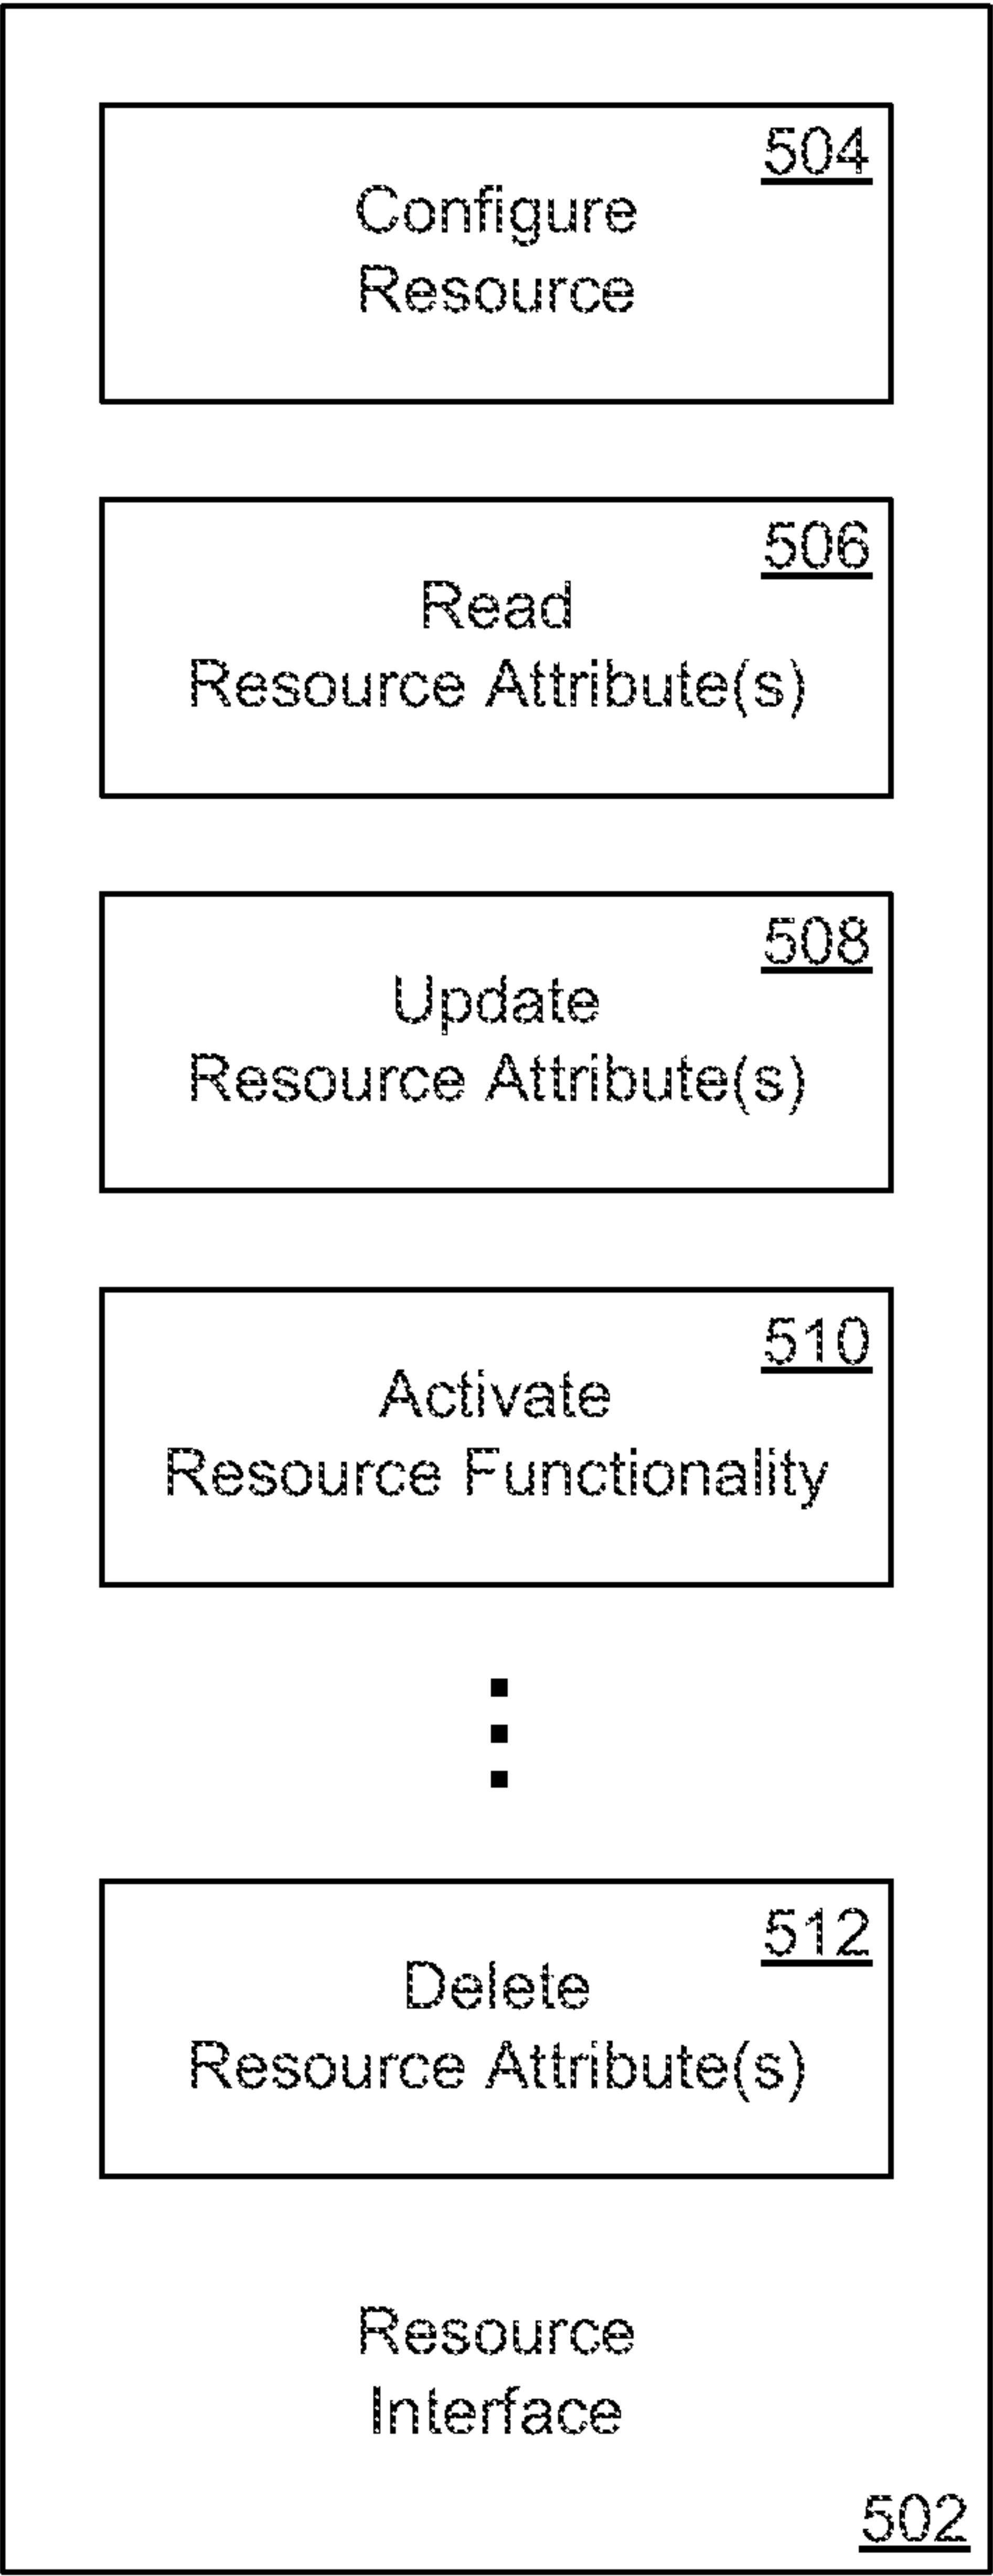 504
Configure
Resource
506
Read
Resource Attribute(s)
508
Update
Resource Attribute(s)
510
Activate
Resource Functionality
512
Delete
Resource Attribute(s)
Resource
Interface
502